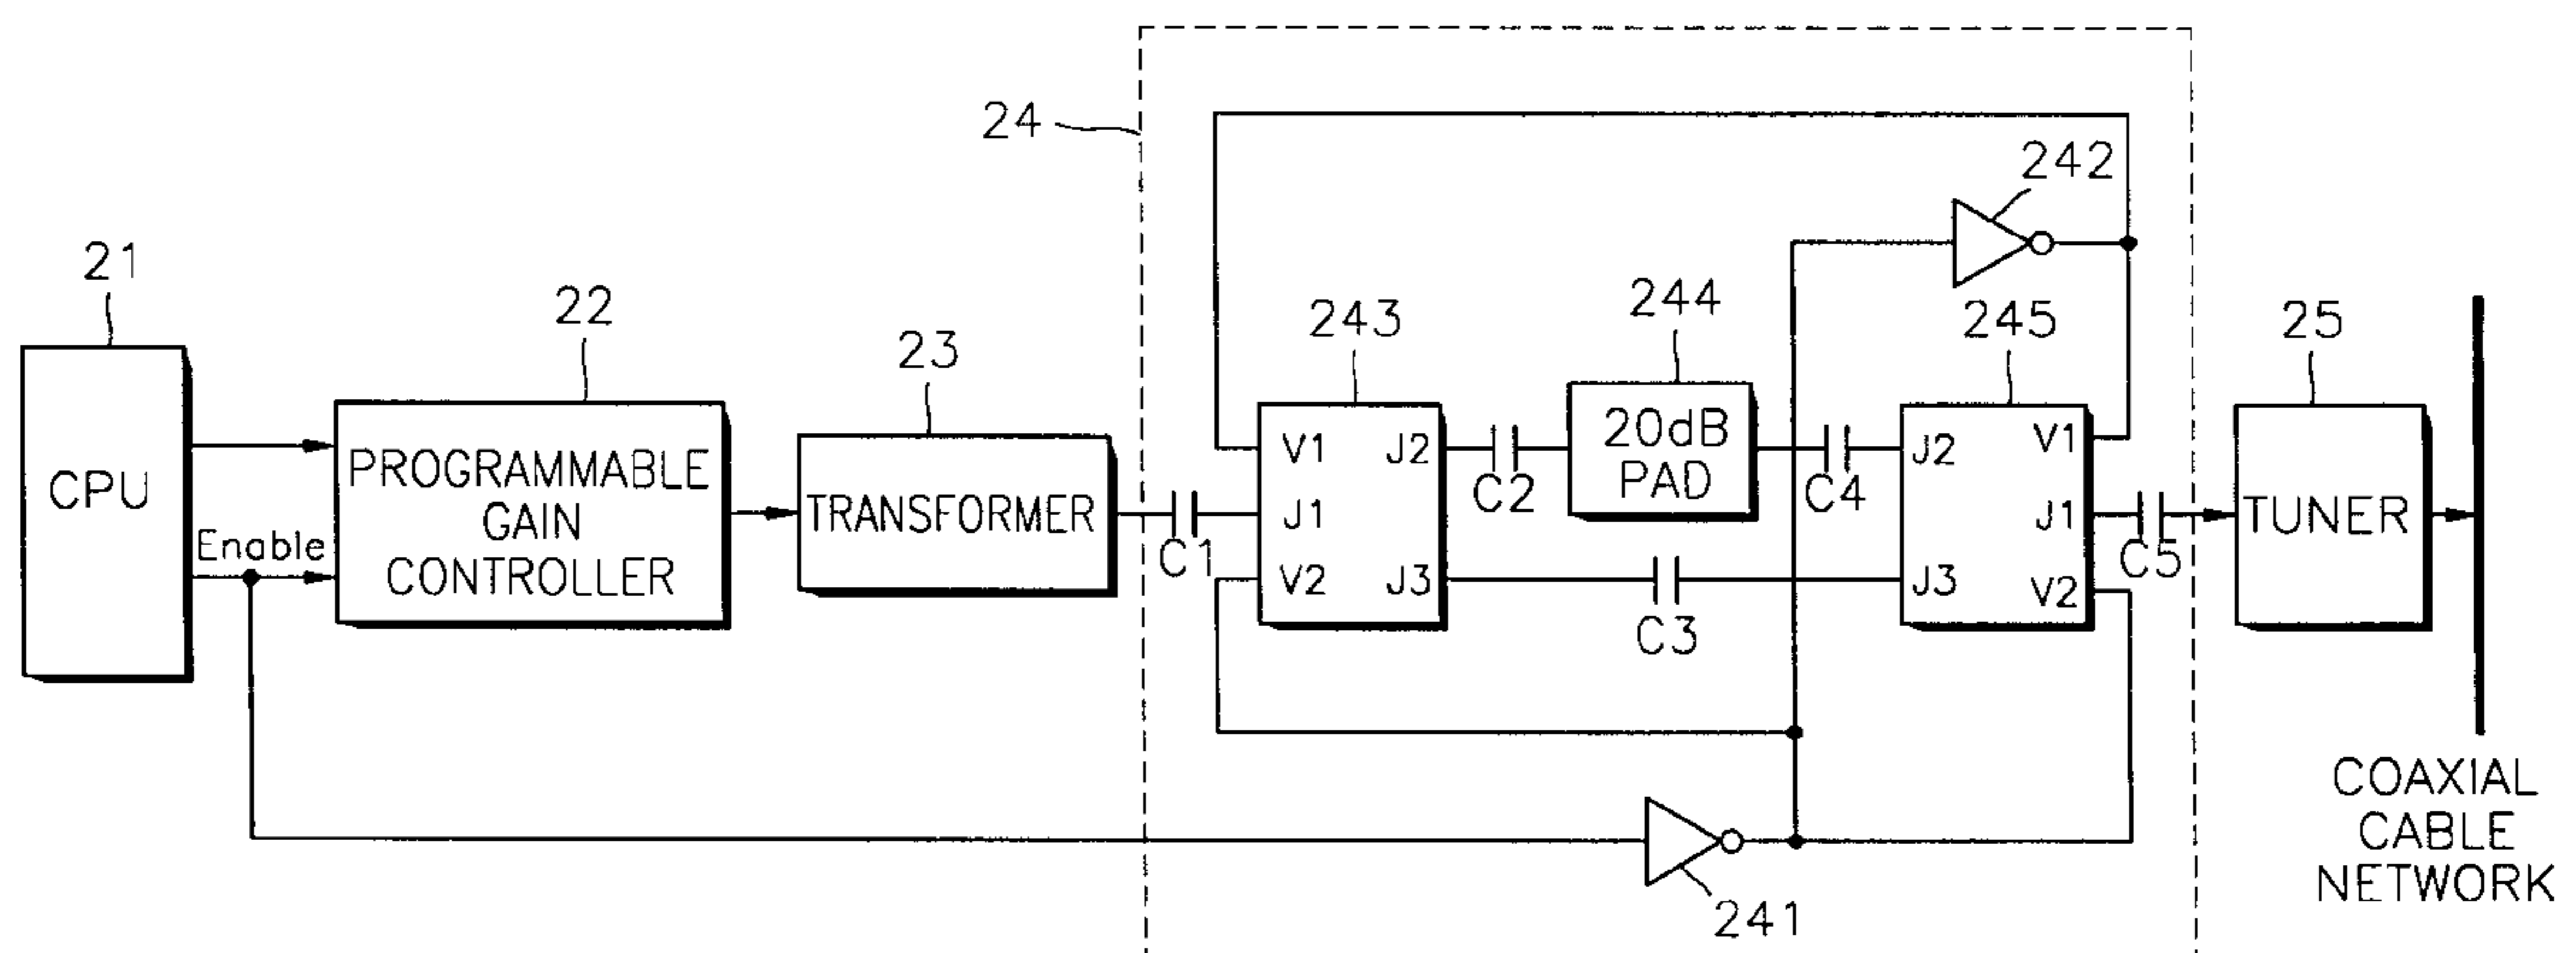 24
242
21
22
23
243
244
245
25
CPU
Enable
PROGRAMMABLE
GAIN
CONTROLLER
TRANSFORMER
C1
V1
J1
V2
J2
J3
C2
20dB
PAD
C4
C3
J2
J3
V1
J1
V2
C5
TUNER
COAXIAL
CABLE
NETWORK
241